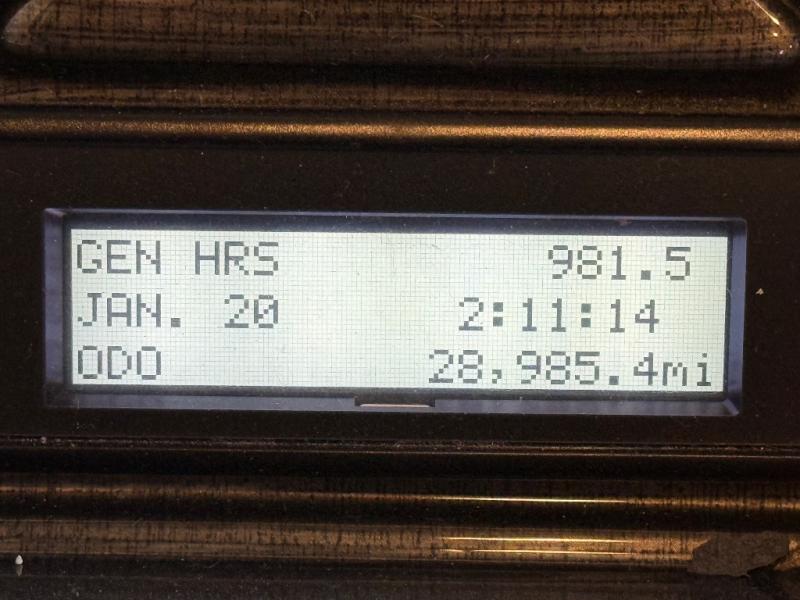 GEN HRS 981.5
JAN. 20 2:11:14
ODO 28,985.4mi